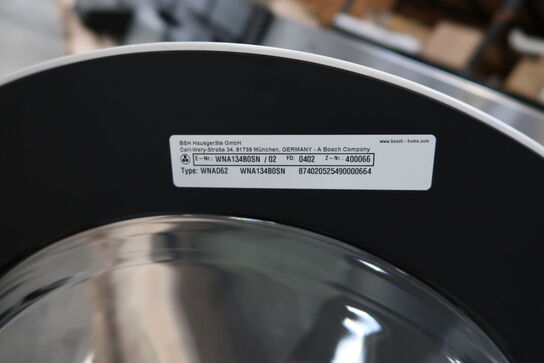 BSH Hausgeräte GmbH
Carl-Wery-Straße 34, 81739 München, GERMANY - A Bosch Company
www.bosch-home.com
E-Nr.: WNA134B0SN / 02 FD: 0402 Z-Nr.: 400066
Type: WNAD62 WNA134B0SN 874020525490000664